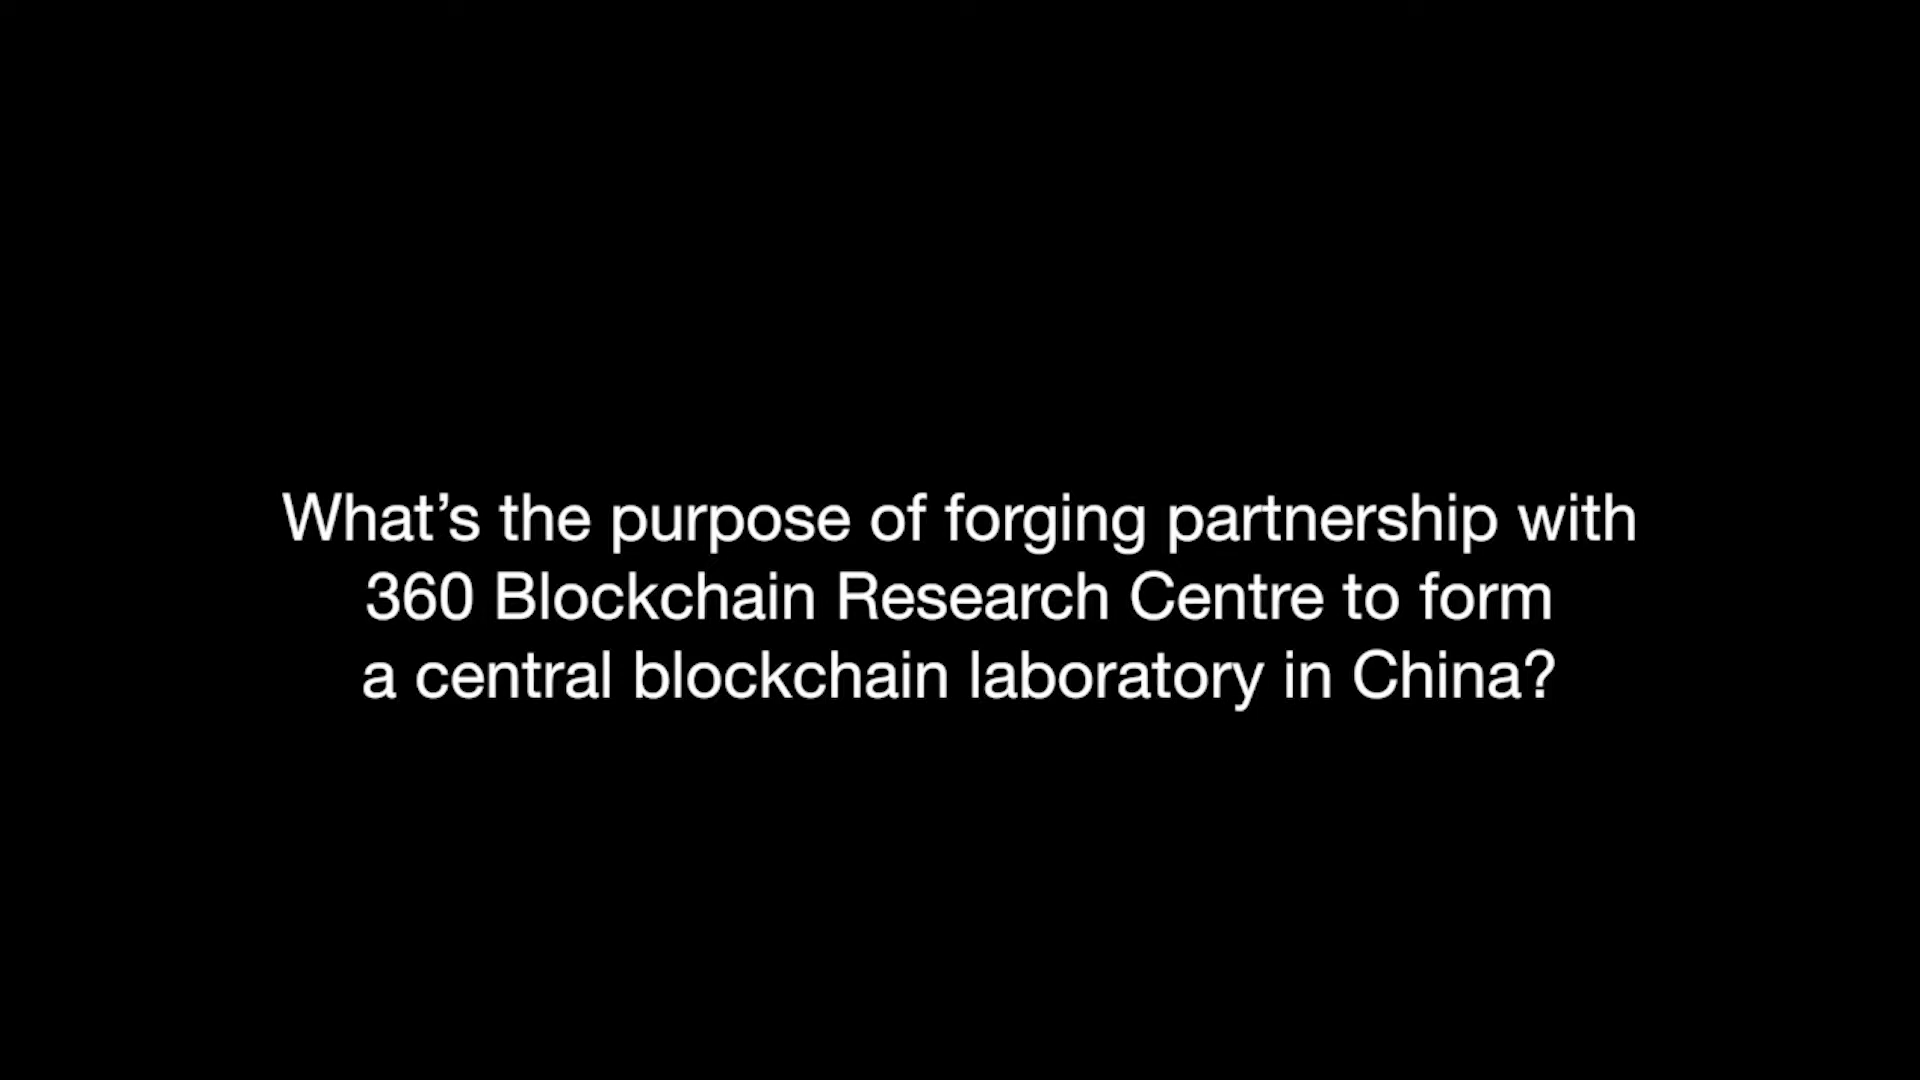 What’s the purpose of forging partnership with
360 Blockchain Research Centre to form
a central blockchain laboratory in China?